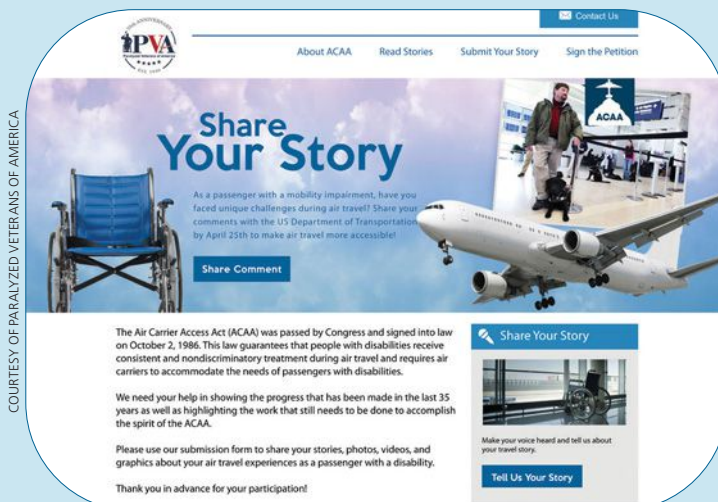 COURTESY OF PARALYZED VETERANS OF AMERICA
PVA
Contact Us
About ACAA
Read Stories
Submit Your Story
Sign the Petition
ACAA
Share
Your Story
As a passenger with a mobility impairment, have you
faced unique challenges during air travel? Share your
comments with the US Department of Transportation
by April 25th to make air travel more accessible!
Share Comment
The Air Carrier Access Act (ACAA) was passed by Congress and signed into law
on October 2, 1986. This law guarantees that people with disabilities receive
consistent and nondiscriminatory treatment during air travel and requires air
carriers to accommodate the needs of passengers with disabilities.
We need your help in showing the progress that has been made in the last 35
years as well as highlighting the work that still needs to be done to accomplish
the spirit of the ACAA.
Please use our submission form to share your stories, photos, videos, and
graphics about your air travel experiences as a passenger with a disability.
Thank you in advance for your participation!
Share Your Story
Make your voice heard and tell us about
your travel story.
Tell Us Your Story